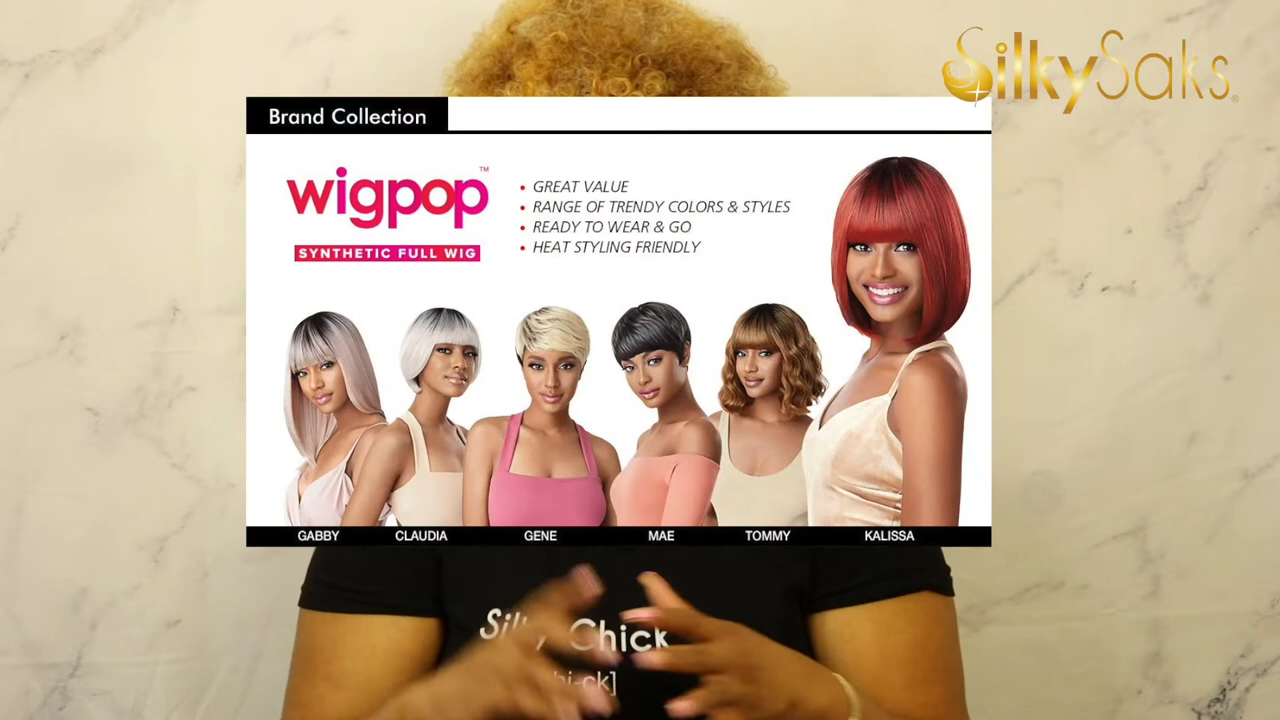 SilkySaks®
Brand Collection
wigpop™
SYNTHETIC FULL WIG
• GREAT VALUE
• RANGE OF TRENDY COLORS & STYLES
• READY TO WEAR & GO
• HEAT STYLING FRIENDLY
GABBY CLAUDIA GENE MAE TOMMY KALISSA
Chick